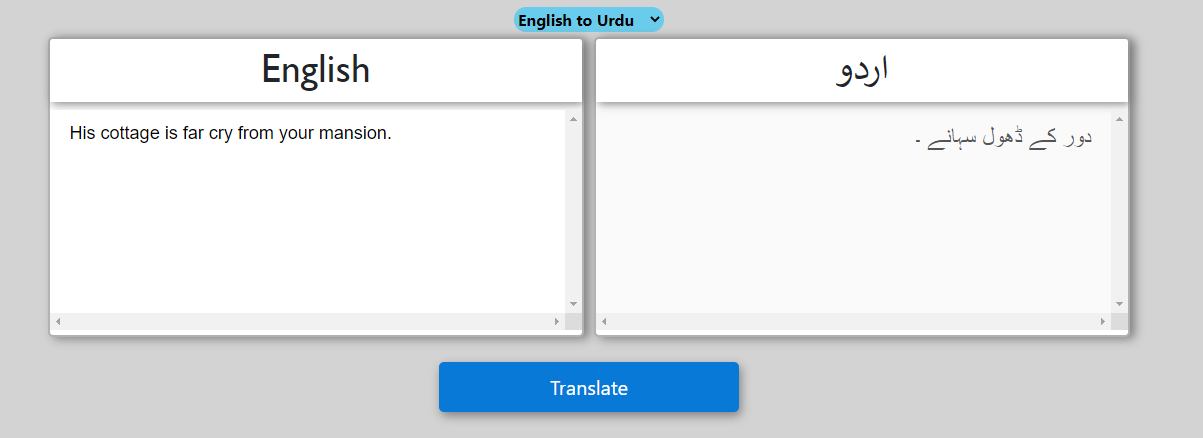 English to Urdu
English
اردو
His cottage is far cry from your mansion.
دور کے ڈھول سہانے ۔
Translate